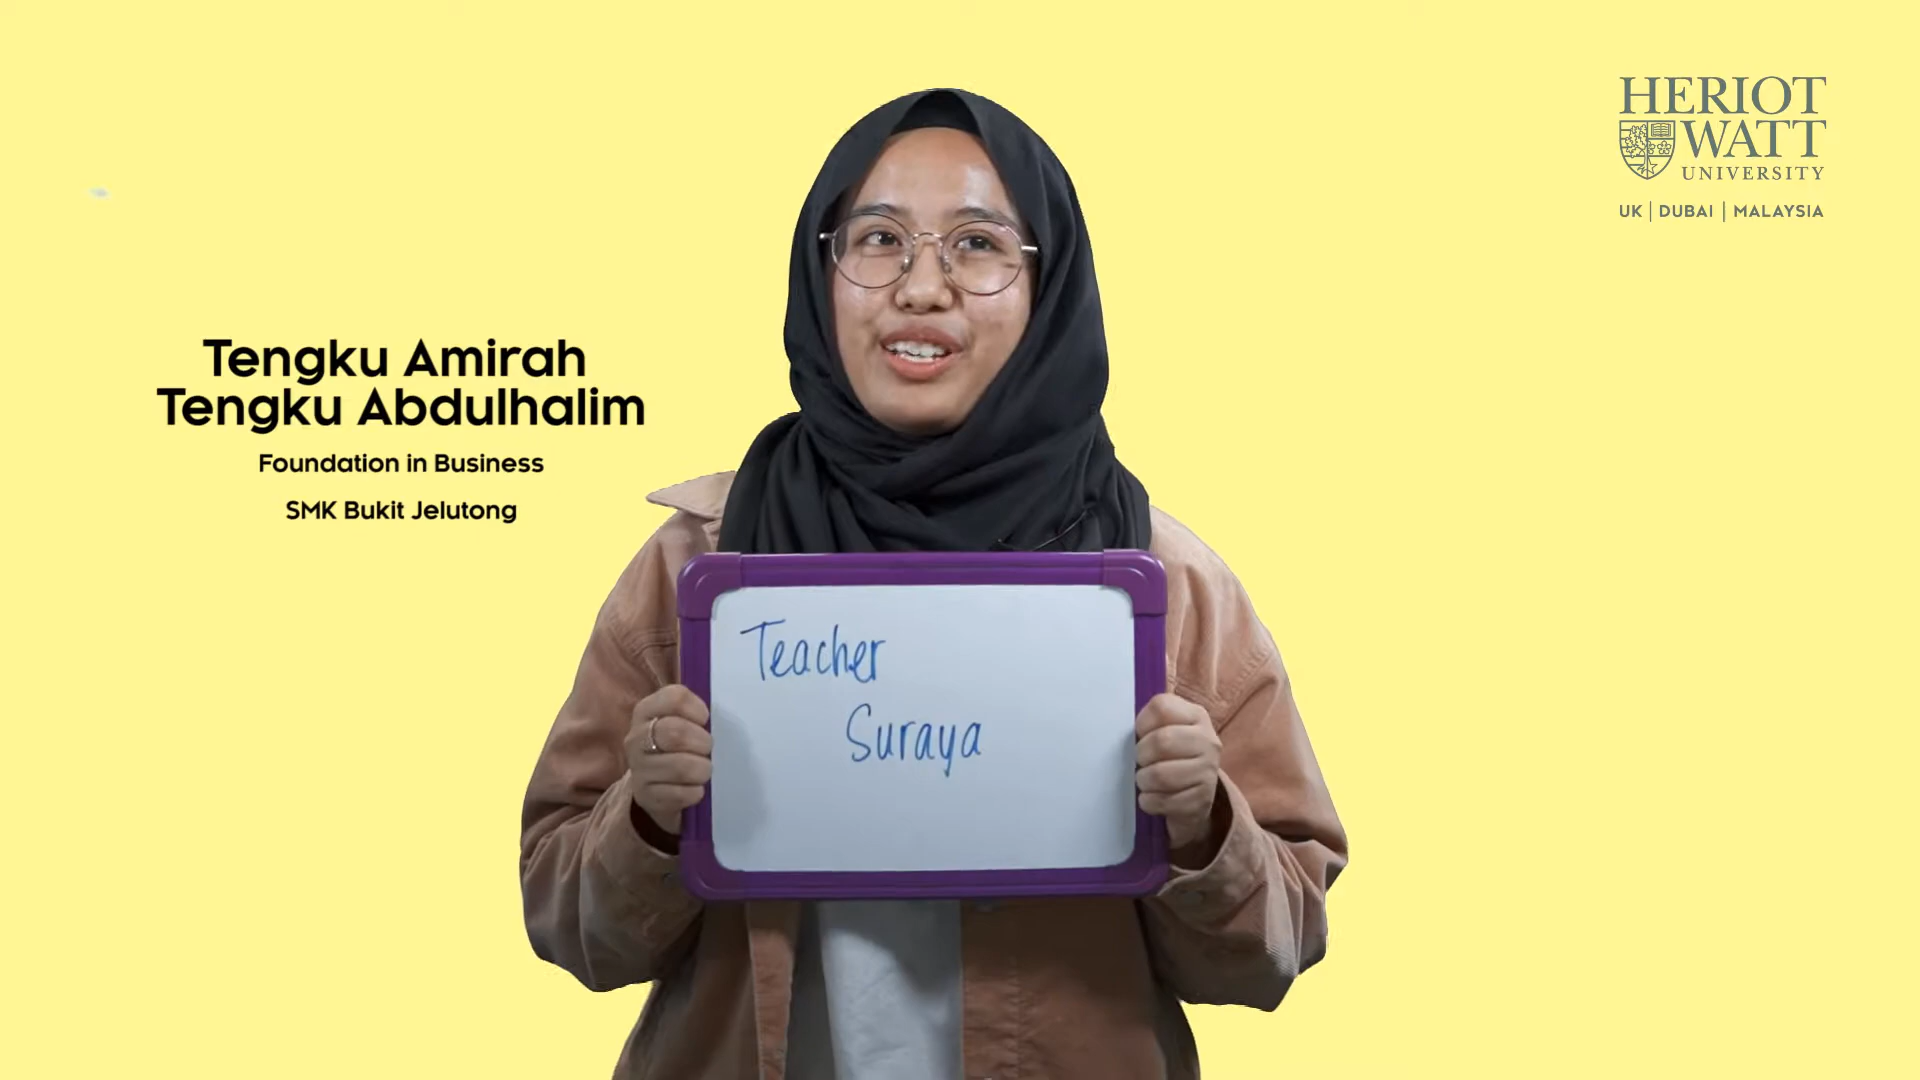 Tengku Amirah
Tengku Abdulhalim
Foundation in Business
SMK Bukit Jelutong
HERIOT
WATT
UNIVERSITY
UK | DUBAI | MALAYSIA
Teacher
Suraya